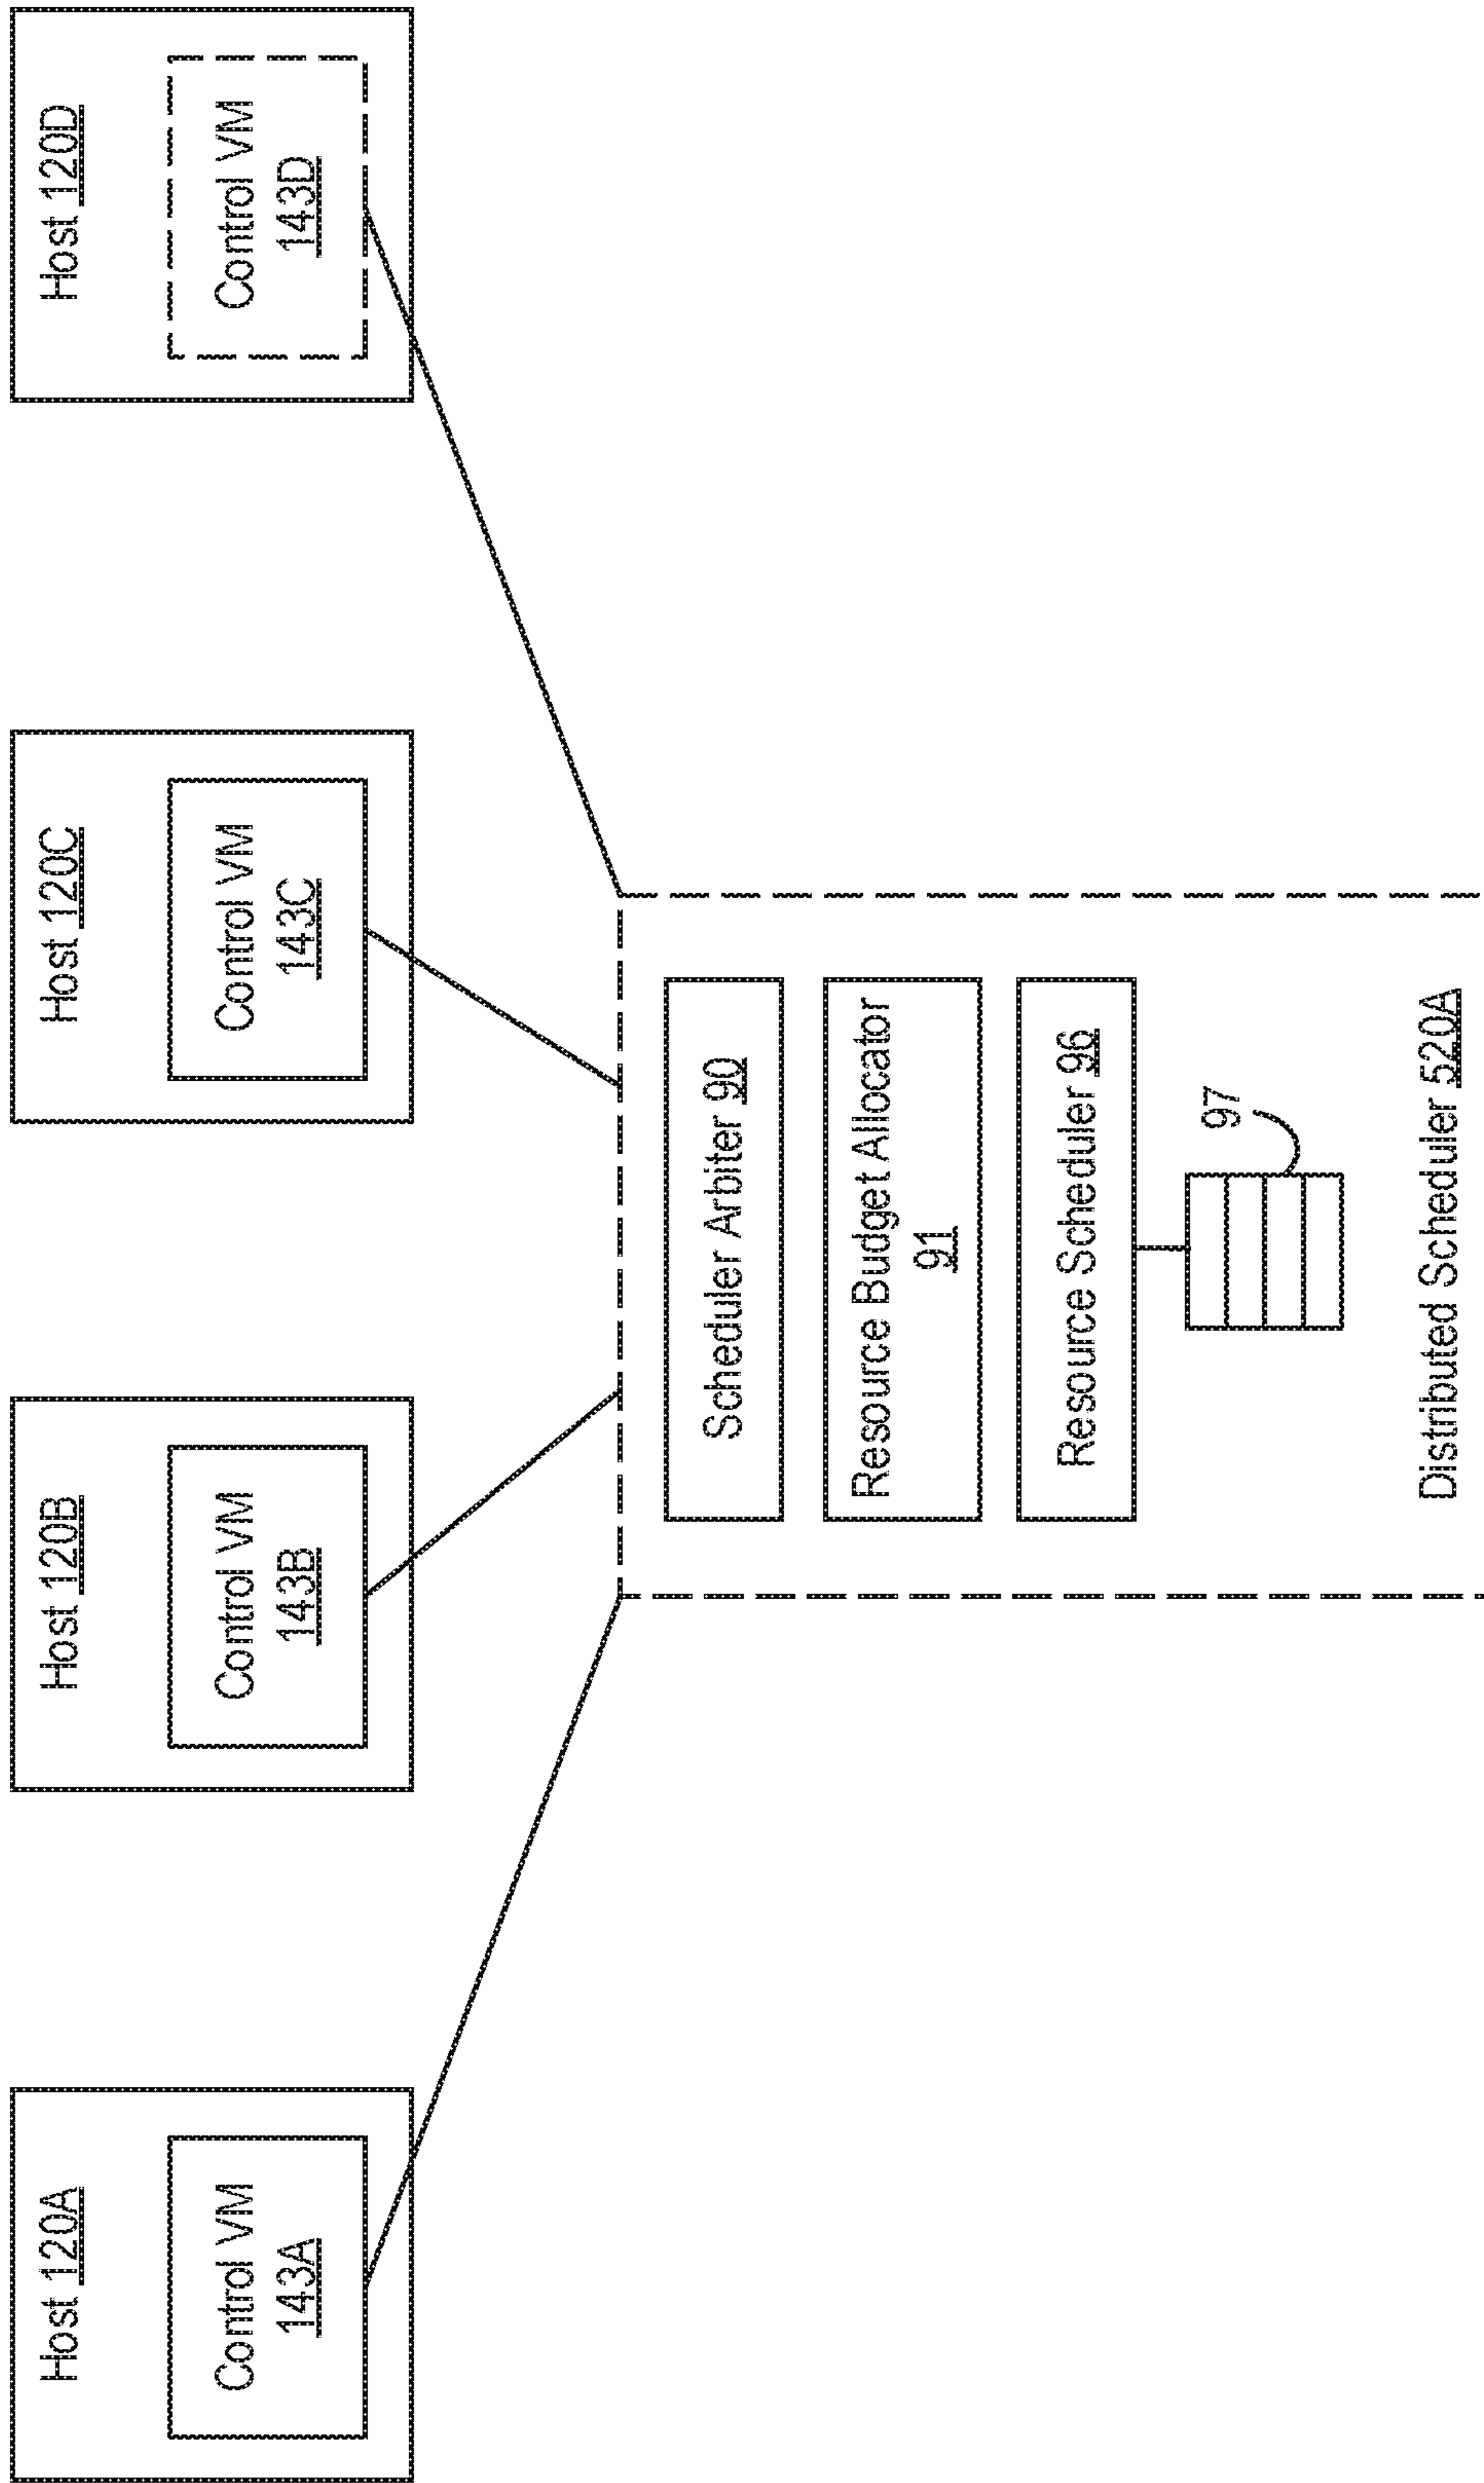 Host 120A
Control VM
143A
Host 120B
Control VM
143B
Host 120C
Control VM
143C
Host 120D
Control VM
143D
Scheduler Arbiter 90
Resource Budget Allocator
91
Resource Scheduler 96
97
Distributed Scheduler 520A